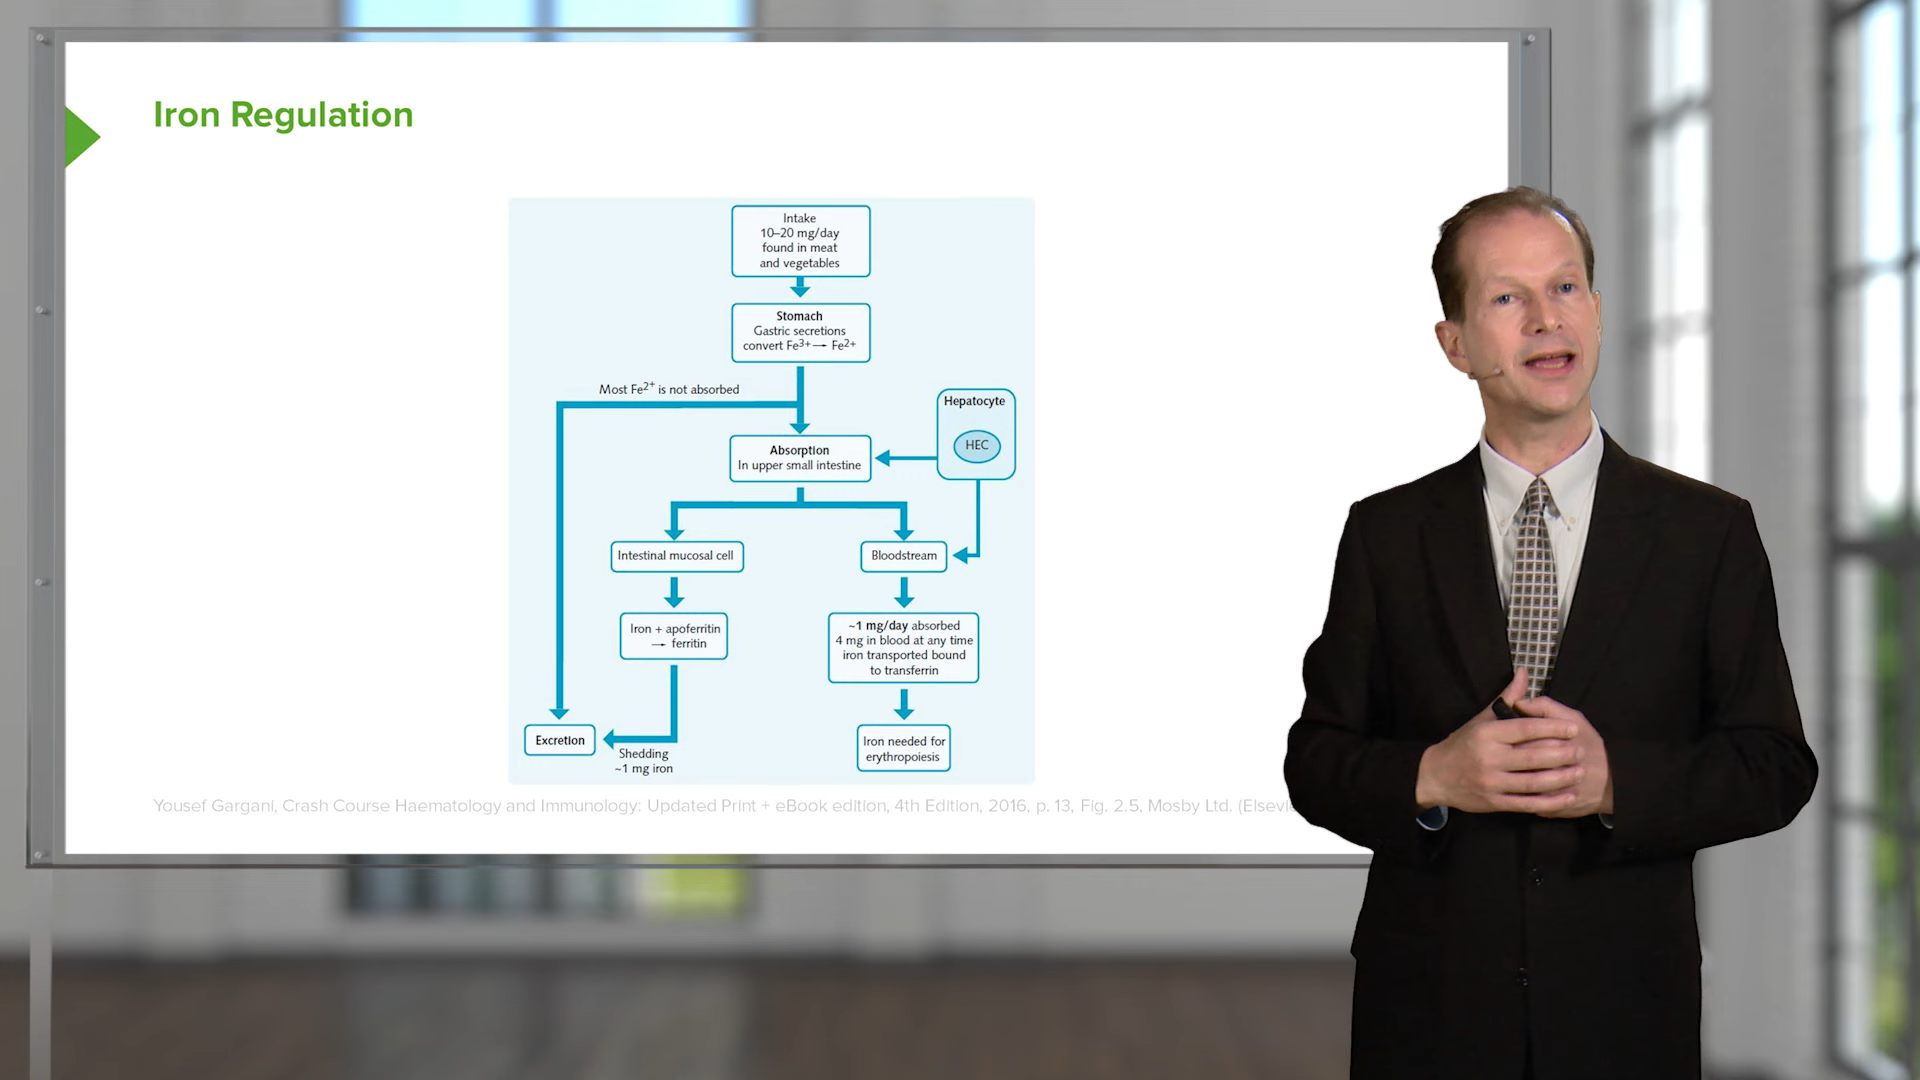 Iron Regulation
Intake
10–20 mg/day
found in meat
and vegetables
Stomach
Gastric secretions
convert Fe3+→ Fe2+
Most Fe2+ is not absorbed
Hepatocyte
HEC
Absorption
In upper small intestine
Intestinal mucosal cell
Bloodstream
Iron + apoferritin
→ ferritin
~1 mg/day absorbed
4 mg in blood at any time
iron transported bound
to transferrin
Excretion
Shedding
~1 mg iron
Iron needed for
erythropoiesis
Yousef Gargani, Crash Course Haematology and Immunology: Updated Print + eBook edition, 4th Edition, 2016, p. 13, Fig. 2.5, Mosby Ltd.